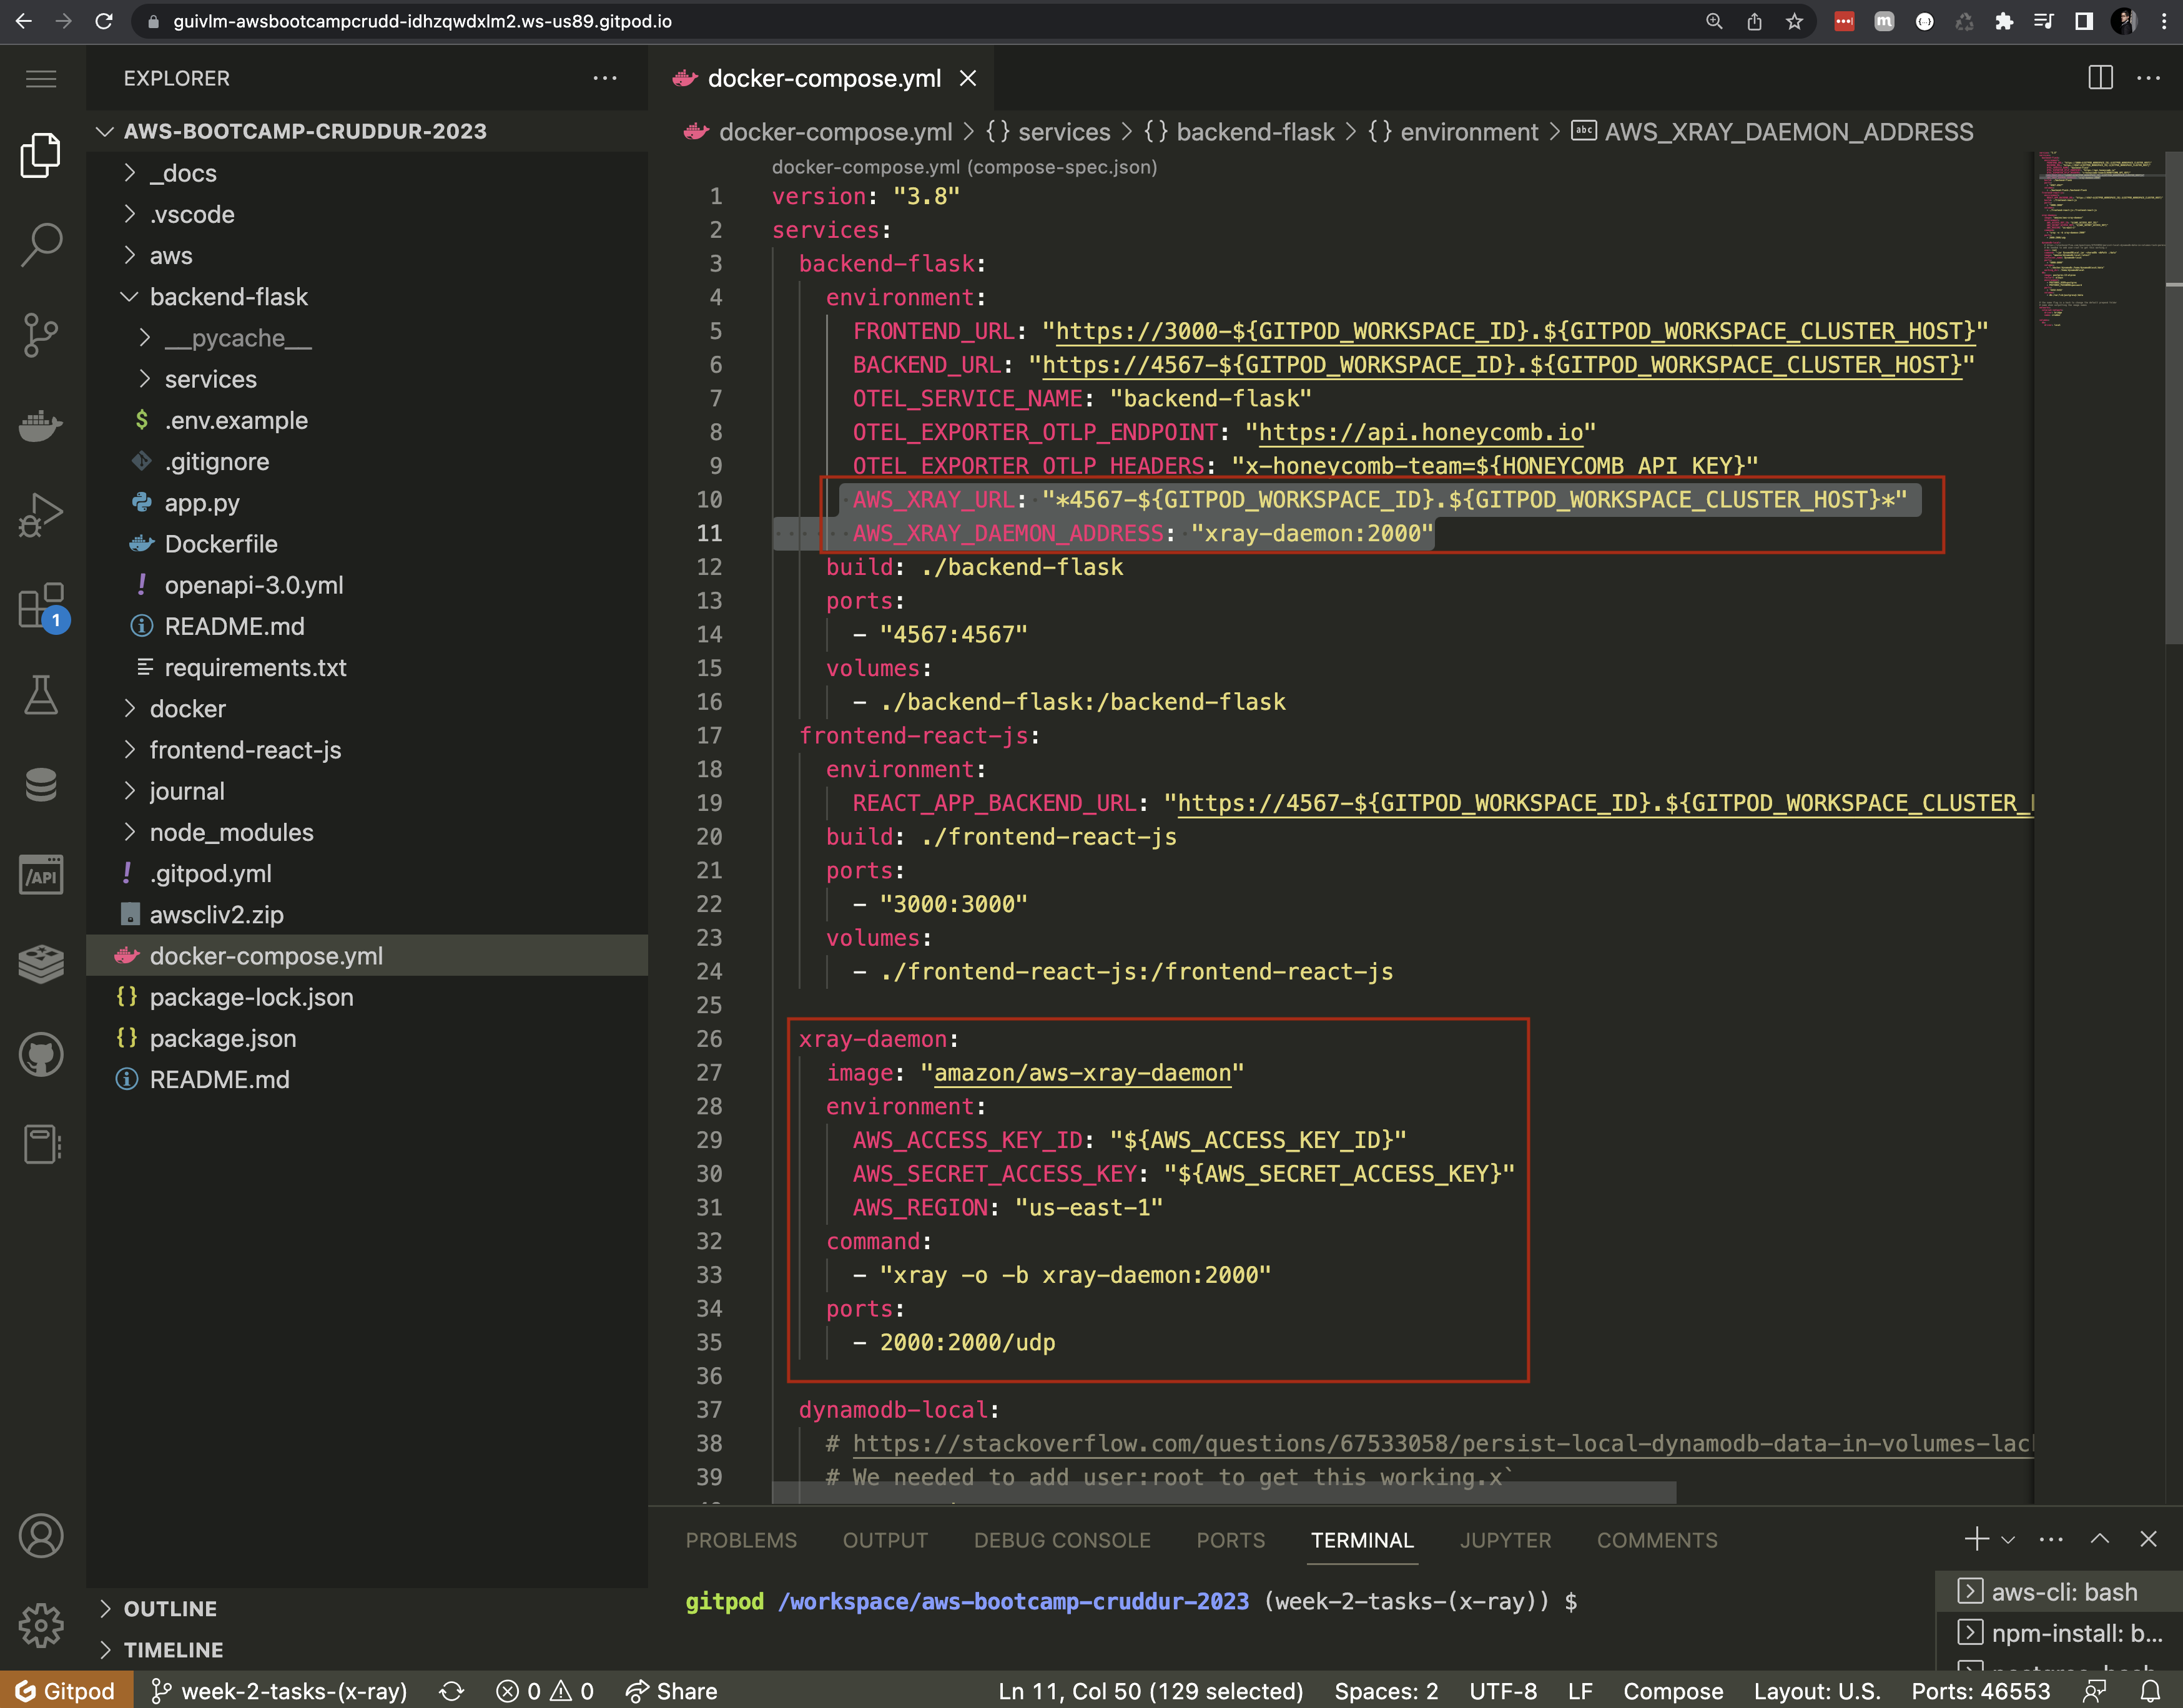 guivlm-awsbootcampcrudd-idhzqwdxlm2.ws-us89.gitpod.io
EXPLORER
AWS-BOOTCAMP-CRUDDUR-2023
_docs
.vscode
aws
backend-flask
__pycache__
services
.env.example
.gitignore
app.py
Dockerfile
openapi-3.0.yml
README.md
requirements.txt
docker
frontend-react-js
journal
node_modules
.gitpod.yml
awscliv2.zip
docker-compose.yml
package-lock.json
package.json
README.md
OUTLINE
TIMELINE
1
/API
docker-compose.yml
docker-compose.yml > {} services > {} backend-flask > {} environment > abc AWS_XRAY_DAEMON_ADDRESS
docker-compose.yml (compose-spec.json)
1 version: "3.8"
2 services:
3 backend-flask:
4 environment:
5 FRONTEND_URL: "https://3000-${GITPOD_WORKSPACE_ID}.${GITPOD_WORKSPACE_CLUSTER_HOST}"
6 BACKEND_URL: "https://4567-${GITPOD_WORKSPACE_ID}.${GITPOD_WORKSPACE_CLUSTER_HOST}"
7 OTEL_SERVICE_NAME: "backend-flask"
8 OTEL_EXPORTER_OTLP_ENDPOINT: "https://api.honeycomb.io"
9 OTEL_EXPORTER_OTLP_HEADERS: "x-honeycomb-team=${HONEYCOMB_API_KEY}"
10 AWS_XRAY_URL: "*4567-${GITPOD_WORKSPACE_ID}.${GITPOD_WORKSPACE_CLUSTER_HOST}*"
11 AWS_XRAY_DAEMON_ADDRESS: "xray-daemon:2000"
12 build: ./backend-flask
13 ports:
14 - "4567:4567"
15 volumes:
16 - ./backend-flask:/backend-flask
17 frontend-react-js:
18 environment:
19 REACT_APP_BACKEND_URL: "https://4567-${GITPOD_WORKSPACE_ID}.${GITPOD_WORKSPACE_CLUSTER_
20 build: ./frontend-react-js
21 ports:
22 - "3000:3000"
23 volumes:
24 - ./frontend-react-js:/frontend-react-js
25
26 xray-daemon:
27 image: "amazon/aws-xray-daemon"
28 environment:
29 AWS_ACCESS_KEY_ID: "${AWS_ACCESS_KEY_ID}"
30 AWS_SECRET_ACCESS_KEY: "${AWS_SECRET_ACCESS_KEY}"
31 AWS_REGION: "us-east-1"
32 command:
33 - "xray -o -b xray-daemon:2000"
34 ports:
35 - 2000:2000/udp
36
37 dynamodb-local:
38 # https://stackoverflow.com/questions/67533058/persist-local-dynamodb-data-in-volumes-lac
39 # We needed to add user:root to get this working.x`
PROBLEMS OUTPUT DEBUG CONSOLE PORTS TERMINAL JUPYTER COMMENTS
gitpod /workspace/aws-bootcamp-cruddur-2023 (week-2-tasks-(x-ray)) $
aws-cli: bash
npm-install: b...
Gitpod week-2-tasks-(x-ray) 0 0 Share Ln 11, Col 50 (129 selected) Spaces: 2 UTF-8 LF Compose Layout: U.S. Ports: 46553